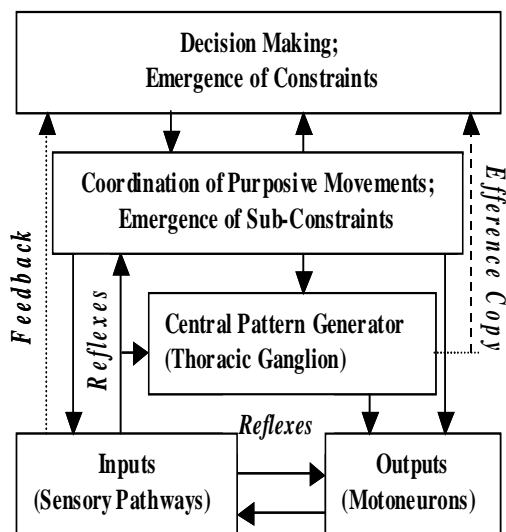 Decision Making;
Emergence of Constraints
Coordination of Purposive Movements;
Emergence of Sub-Constraints
Feedback
Reflexes
Efference Copy
Central Pattern Generator
(Thoracic Ganglion)
Reflexes
Inputs
(Sensory Pathways)
Outputs
(Motoneurons)